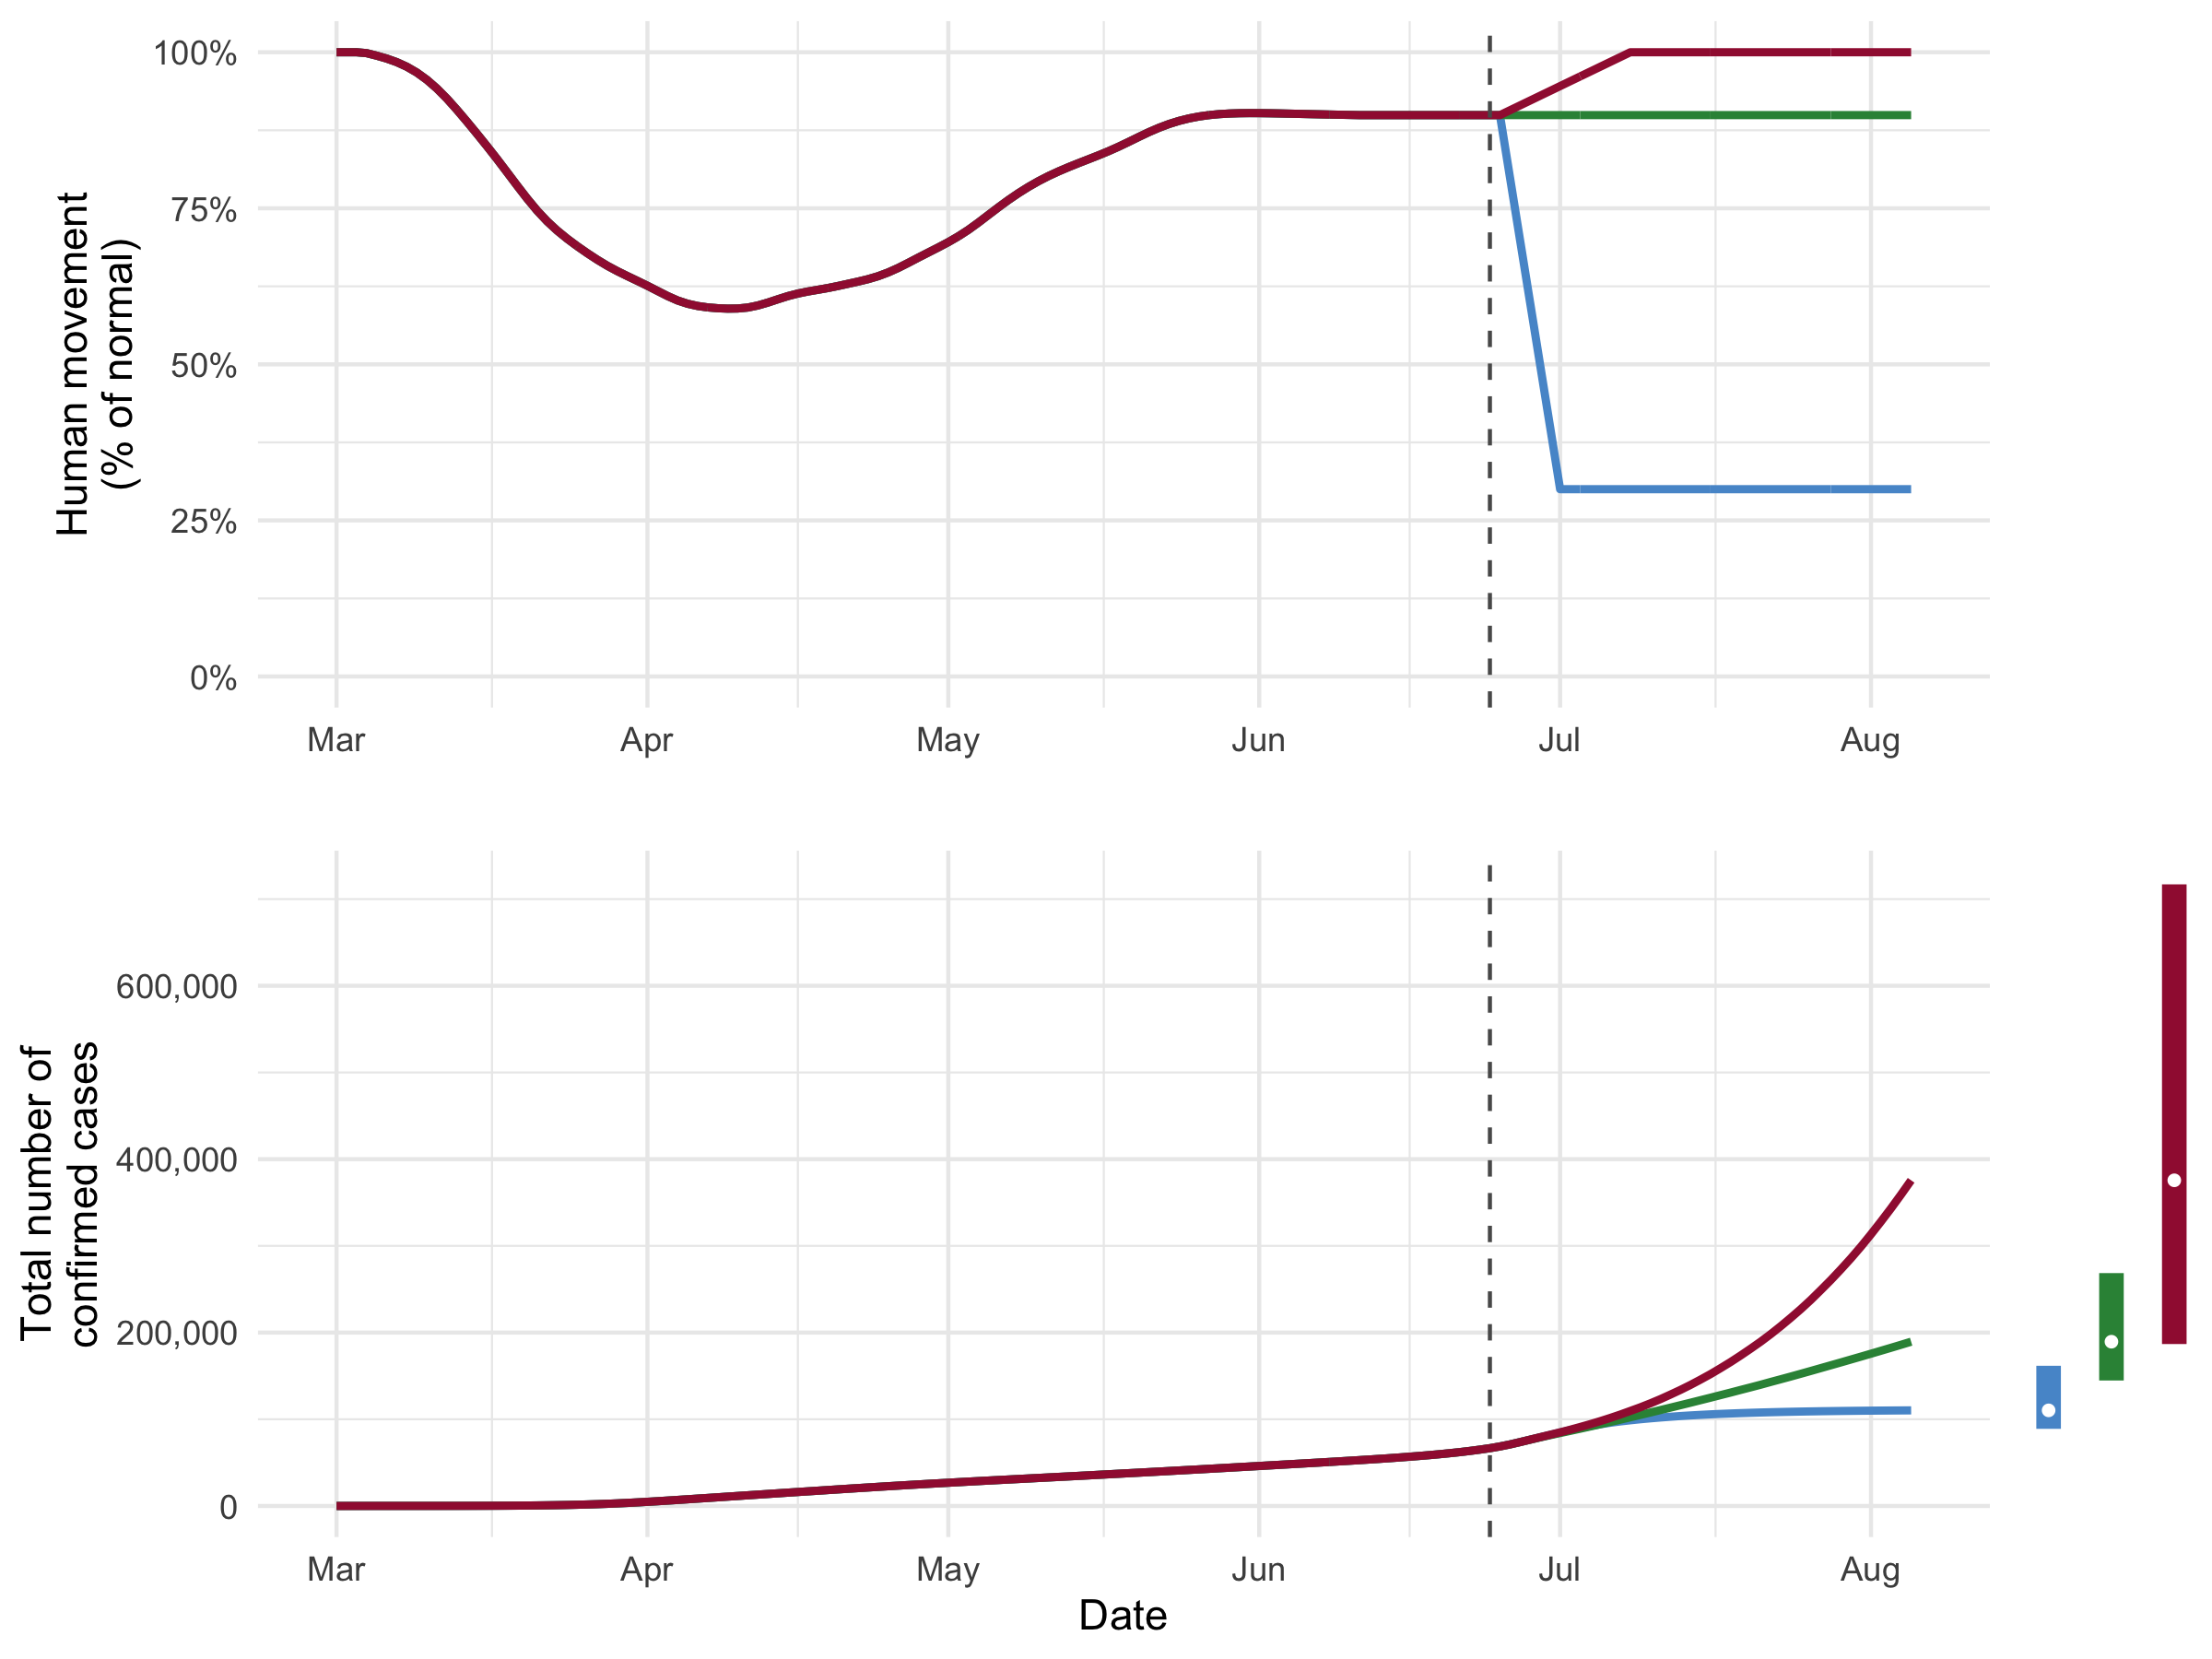 Human movement
(% of normal)
100%
75%
50%
25%
0%
Mar Apr May Jun Jul Aug
Total number of
confirmed cases
600,000
400,000
200,000
0
Mar Apr May Jun Jul Aug
Date